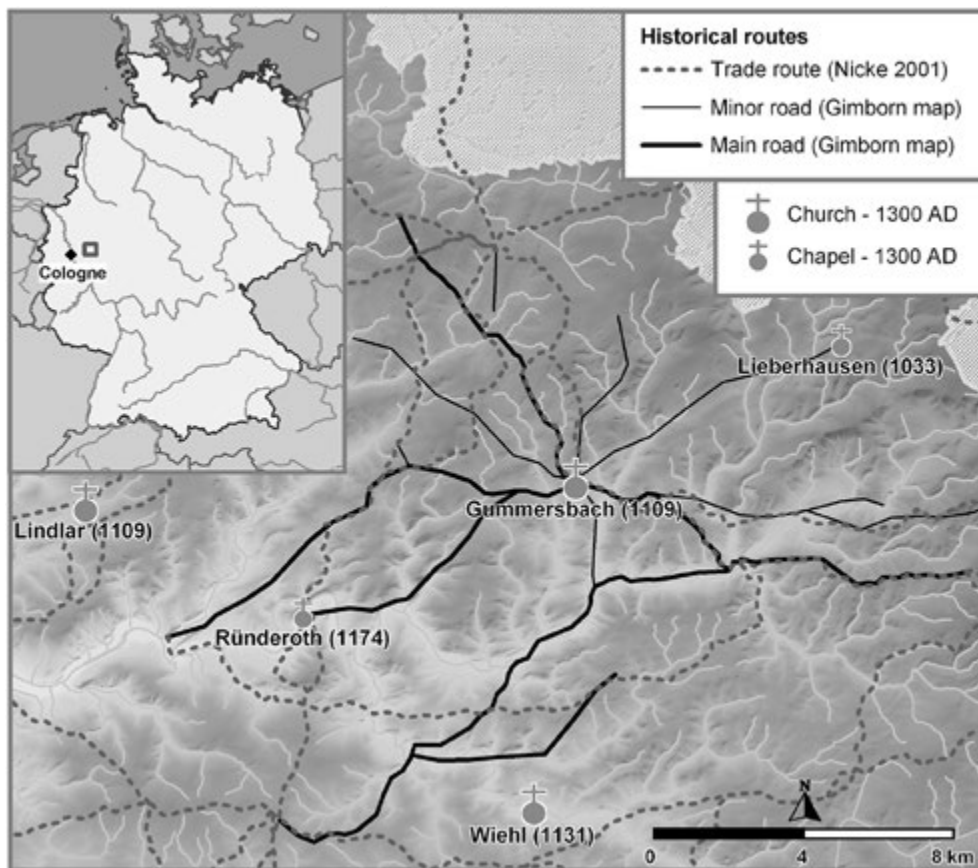 Historical routes
Trade route (Nicke 2001)
Minor road (Gimborn map)
Main road (Gimborn map)
Church - 1300 AD
Chapel - 1300 AD
Cologne
Lieberhausen (1033)
Lindlar (1109)
Gummersbach (1109)
Ründeroth (1174)
Wiehl (1131)
N
0 4 8 km